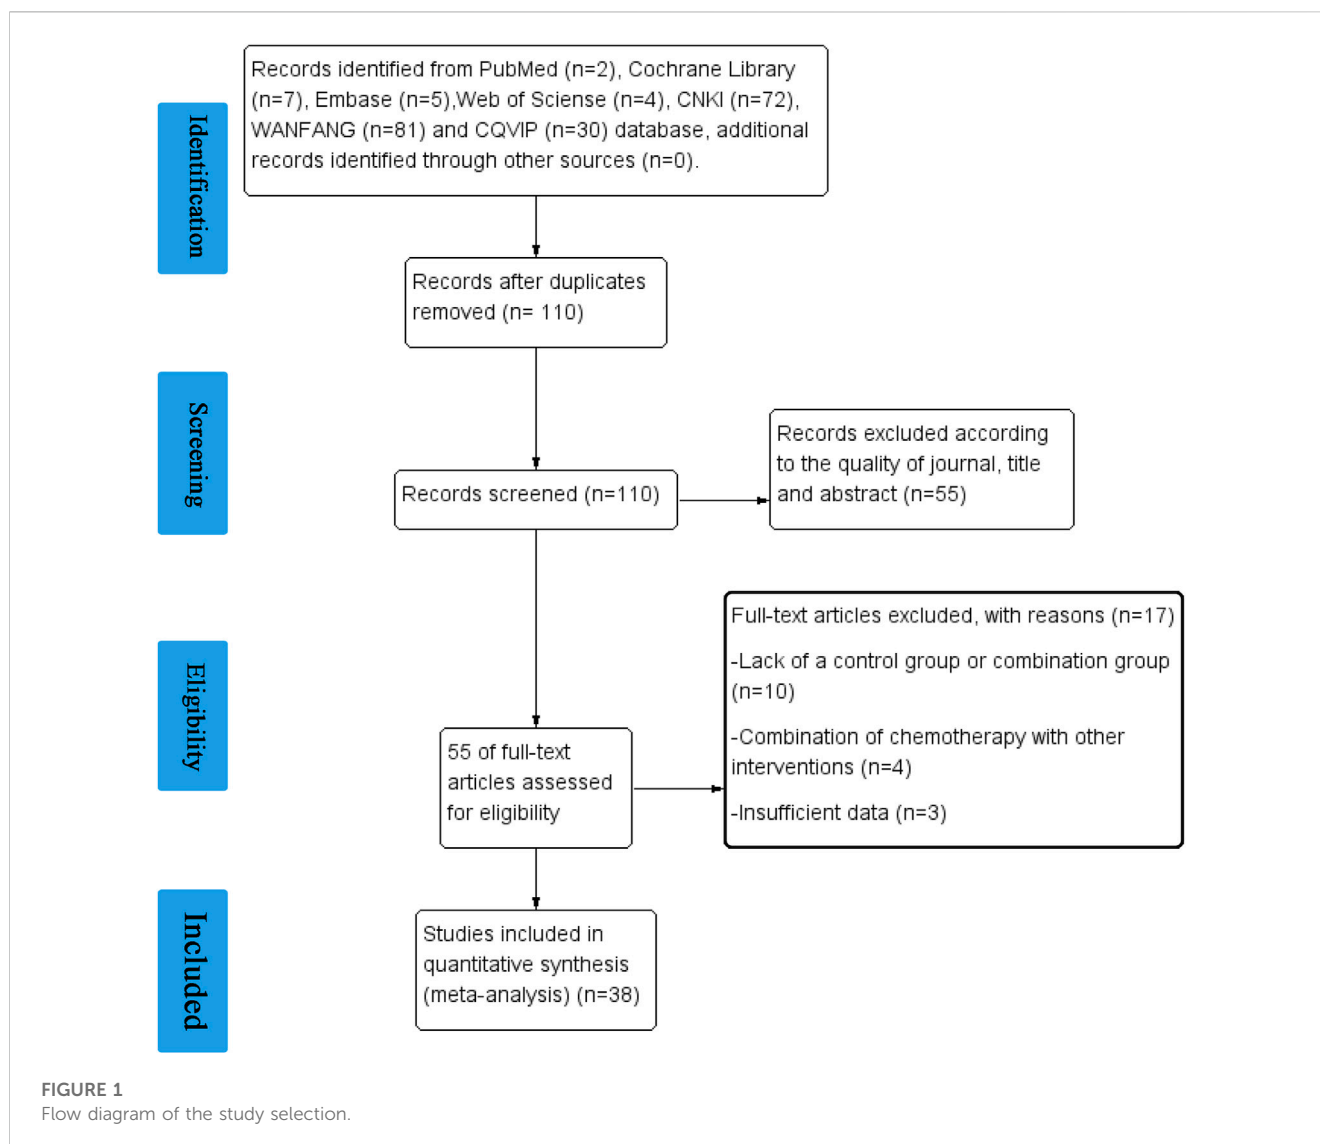 Identification
Records identified from PubMed (n=2), Cochrane Library
(n=7), Embase (n=5),Web of Sciense (n=4), CNKI (n=72),
WANFANG (n=81) and CQVIP (n=30) database, additional
records identified through other sources (n=0).
Records after duplicates
removed (n= 110)
Screening
Records screened (n=110)
Records excluded according
to the quality of journal, title
and abstract (n=55)
Eligibility
55 of full-text
articles assessed
for eligibility
Full-text articles excluded, with reasons (n=17)
-Lack of a control group or combination group
(n=10)
-Combination of chemotherapy with other
interventions (n=4)
-Insufficient data (n=3)
Included
Studies included in
quantitative synthesis
(meta-analysis) (n=38)
FIGURE 1
Flow diagram of the study selection.